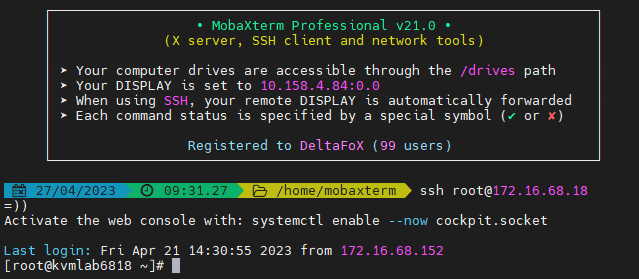 • MobaXterm Professional v21.0 •
(X server, SSH client and network tools)
➤ Your computer drives are accessible through the /drives path
➤ Your DISPLAY is set to 10.158.4.84:0.0
➤ When using SSH, your remote DISPLAY is automatically forwarded
➤ Each command status is specified by a special symbol (✔ or ✘)
Registered to DeltaFoX (99 users)
27/04/2023 09:31.27 /home/mobaxterm ssh root@172.16.68.18
=))
Activate the web console with: systemctl enable --now cockpit.socket
Last login: Fri Apr 21 14:30:55 2023 from 172.16.68.152
[root@kvmlab6818 ~]#